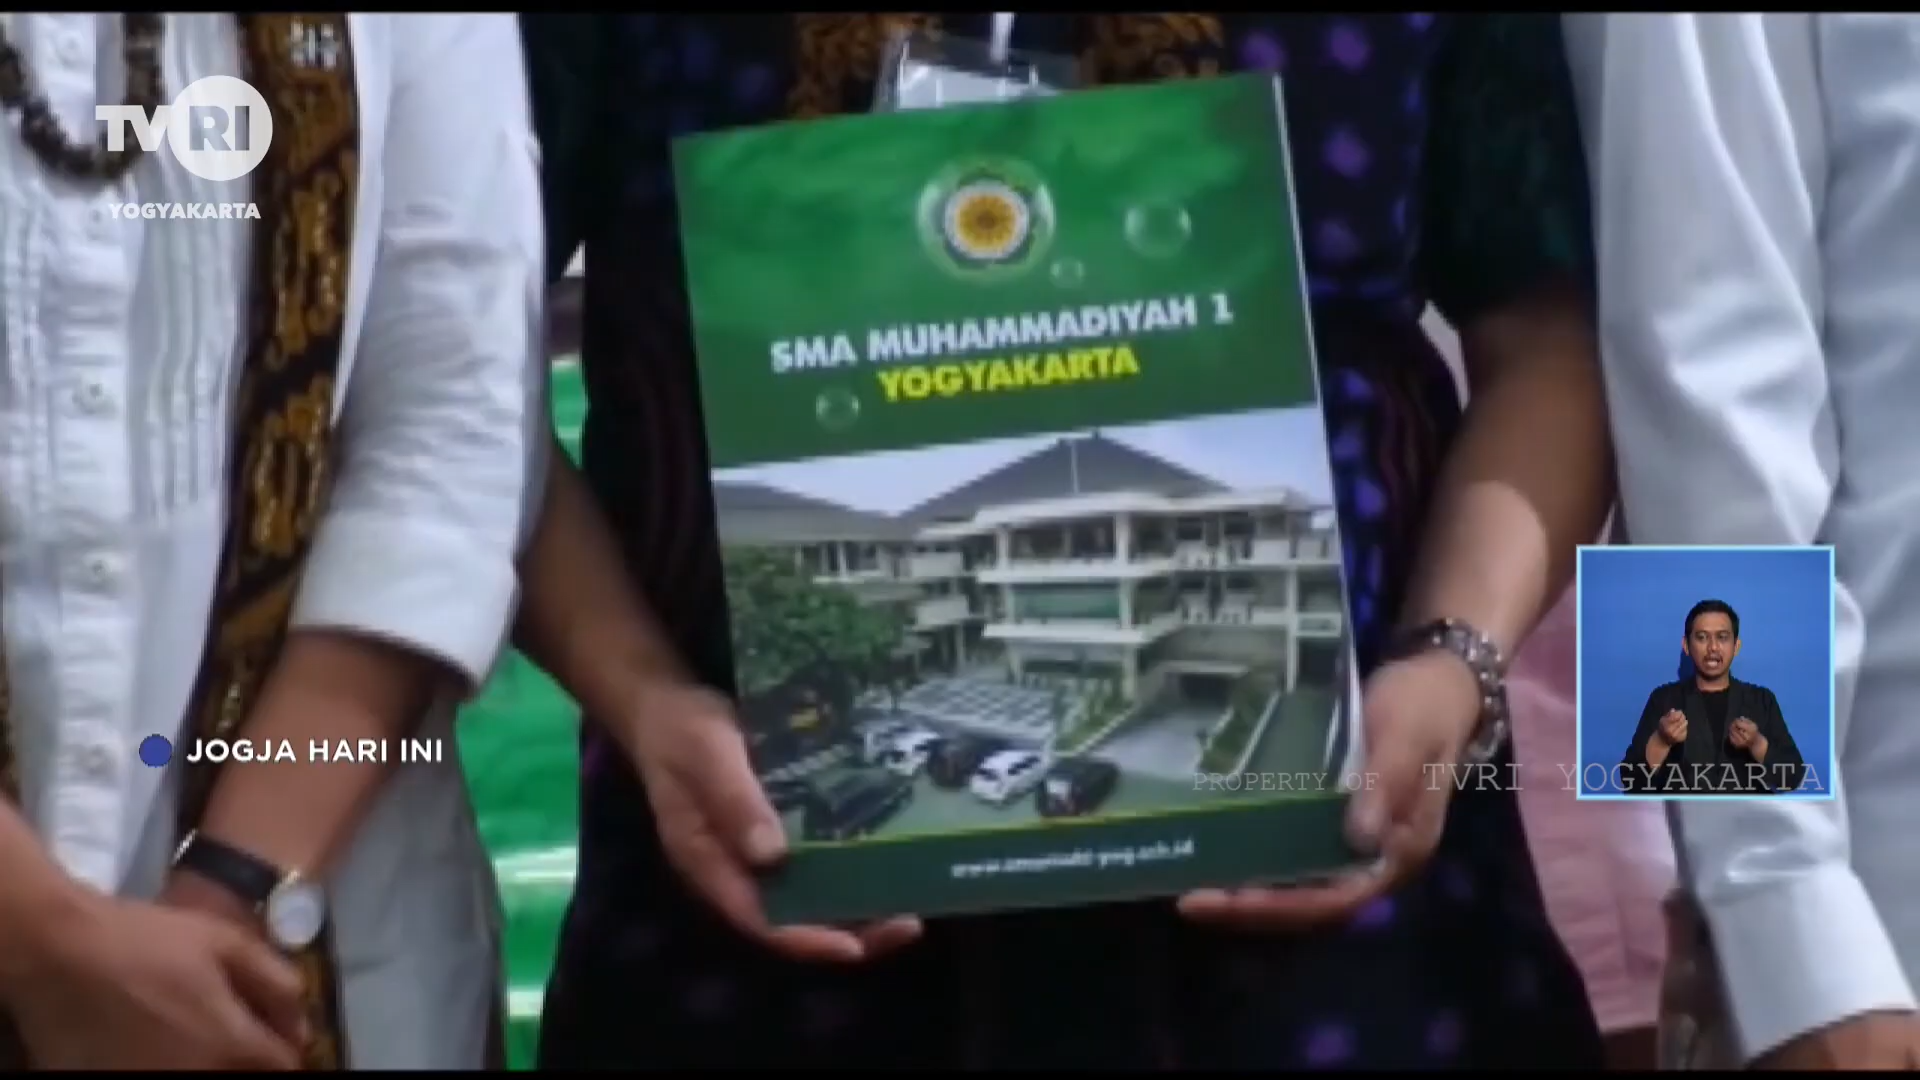 TVRI
YOGYAKARTA
SMA MUHAMMADIYAH 1
YOGYAKARTA
JOGJA HARI INI
PROPERTY OF TVRI YOGYAKARTA